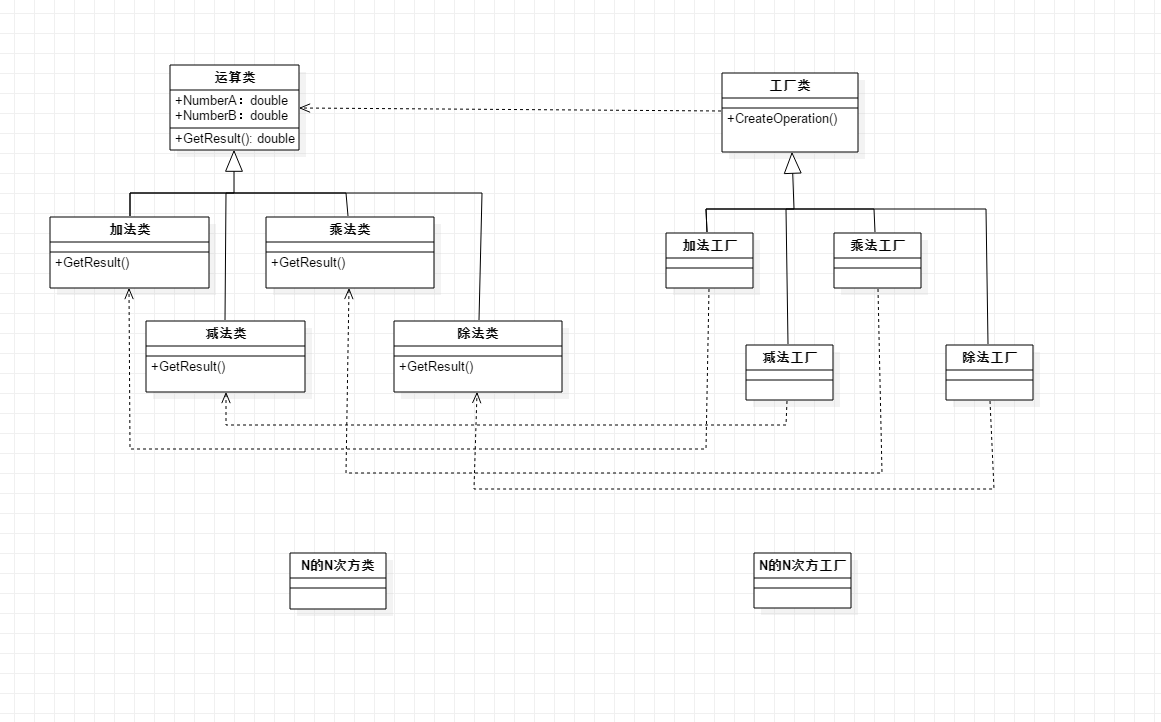 运算类
+NumberA：double
+NumberB：double
+GetResult(): double
工厂类
+CreateOperation()
加法类
+GetResult()
乘法类
+GetResult()
减法类
+GetResult()
除法类
+GetResult()
加法工厂
乘法工厂
减法工厂
除法工厂
N的N次方类
N的N次方工厂